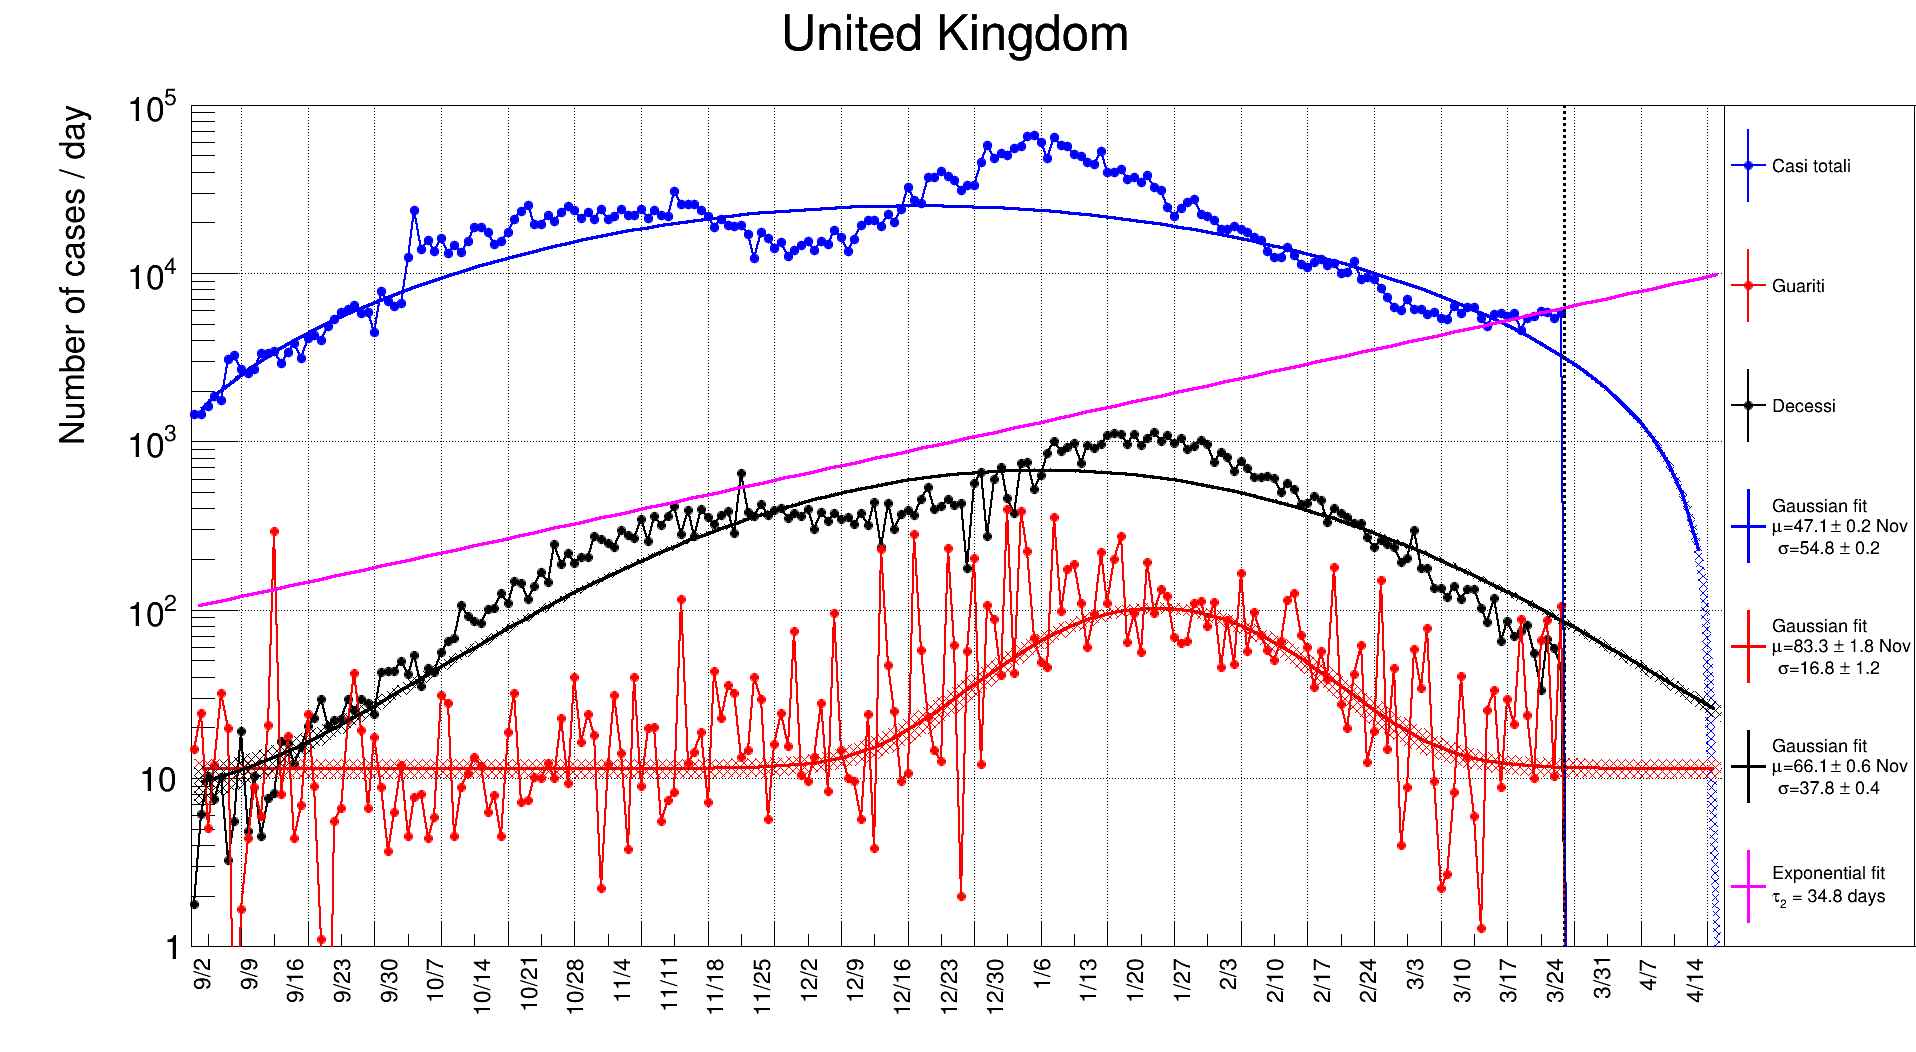 United Kingdom
Number of cases / day
10^5
10^4
10^3
10^2
10
1
9/2
9/9
9/16
9/23
9/30
10/7
10/14
10/21
10/28
11/4
11/11
11/18
11/25
12/2
12/9
12/16
12/23
12/30
1/6
1/13
1/20
1/27
2/3
2/10
2/17
2/24
3/3
3/10
3/17
3/24
3/31
4/7
4/14
Casi totali
Guariti
Decessi
Gaussian fit
μ=47.1 ± 0.2 Nov
σ=54.8 ± 0.2
Gaussian fit
μ=83.3 ± 1.8 Nov
σ=16.8 ± 1.2
Gaussian fit
μ=66.1 ± 0.6 Nov
σ=37.8 ± 0.4
Exponential fit
τ₂ = 34.8 days